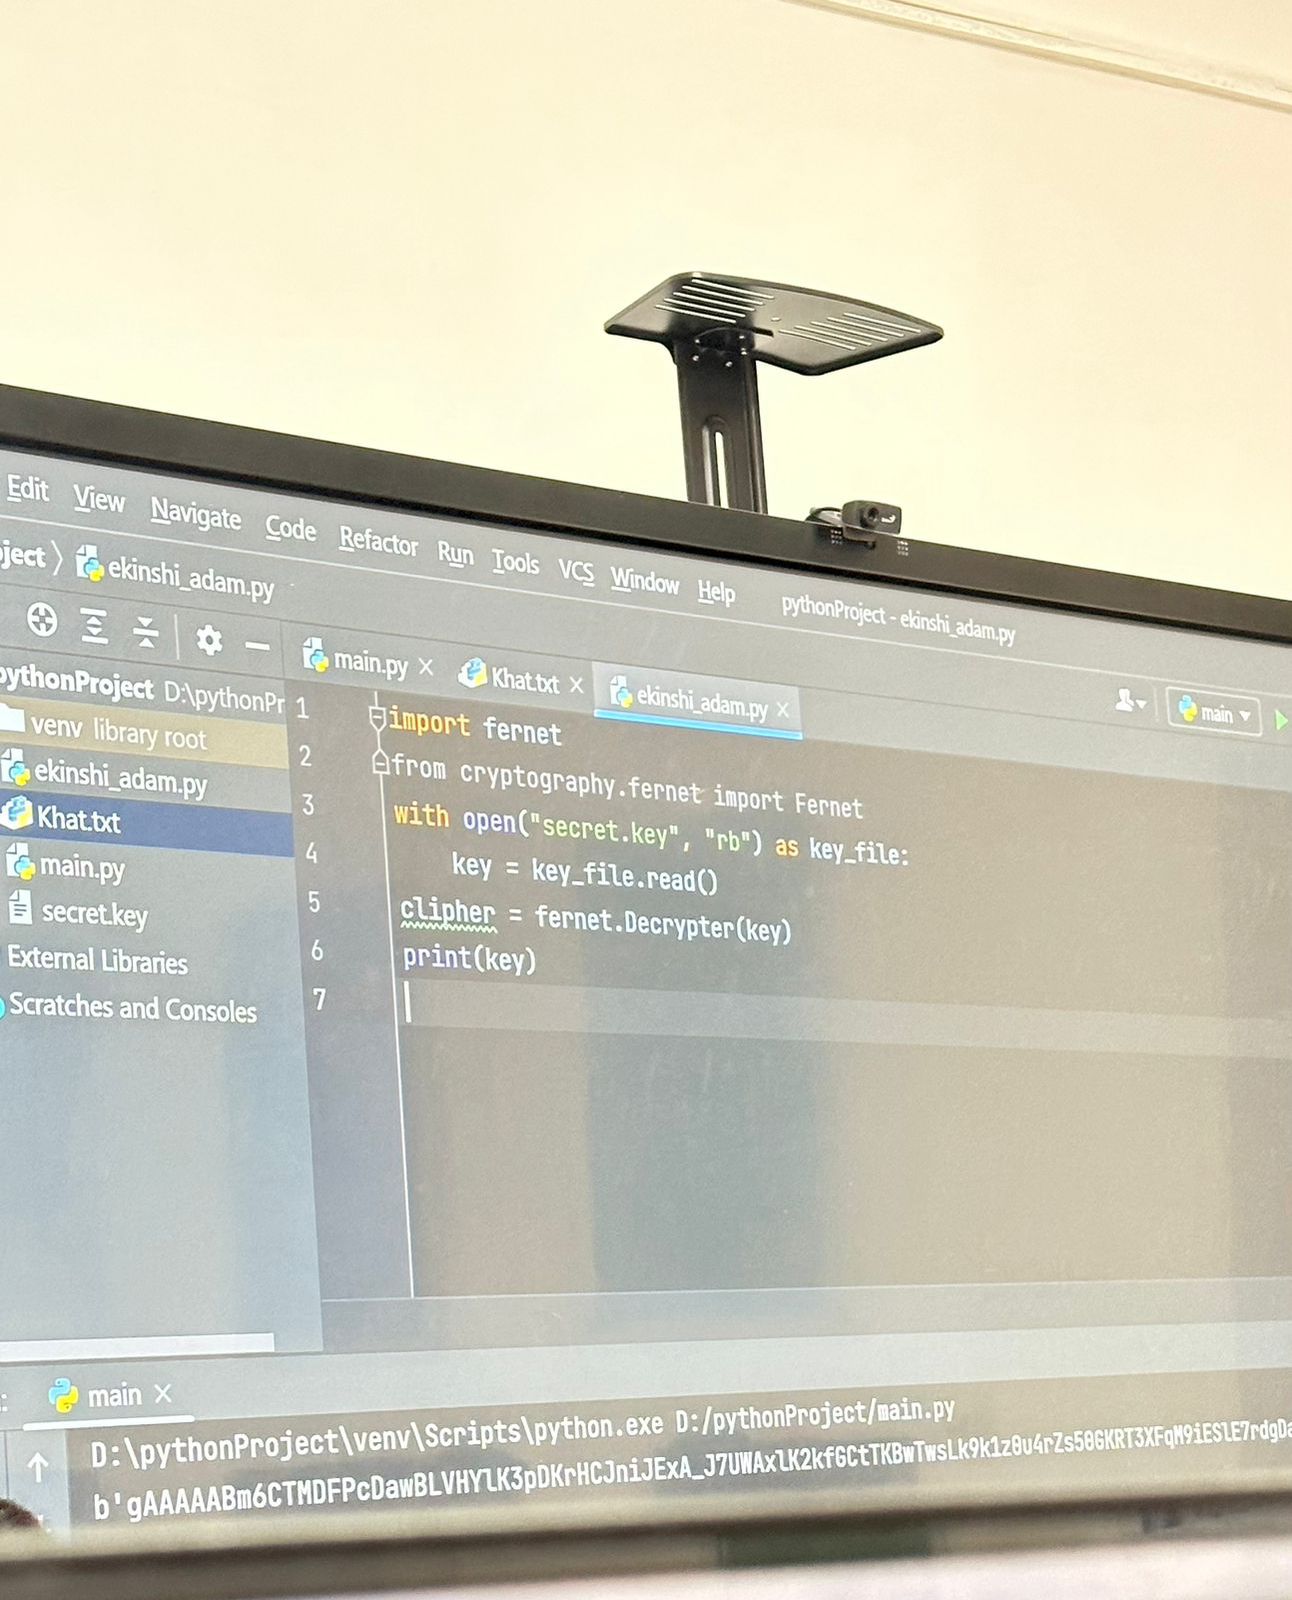 Edit View Navigate Code Refactor Run Tools VCS Window Help pythonProject - ekinshi_adam.py
ekinshi_adam.py
main.py Khat.txt ekinshi_adam.py main
pythonProject D:\pythonPr
venv library root
ekinshi_adam.py
Khat.txt
main.py
secret.key
External Libraries
Scratches and Consoles
1 import fernet
2 from cryptography.fernet import Fernet
3 with open("secret.key", "rb") as key_file:
4 key = key_file.read()
5 clipher = fernet.Decrypter(key)
6 print(key)
7
main
D:\pythonProject\venv\Scripts\python.exe D:/pythonProject/main.py